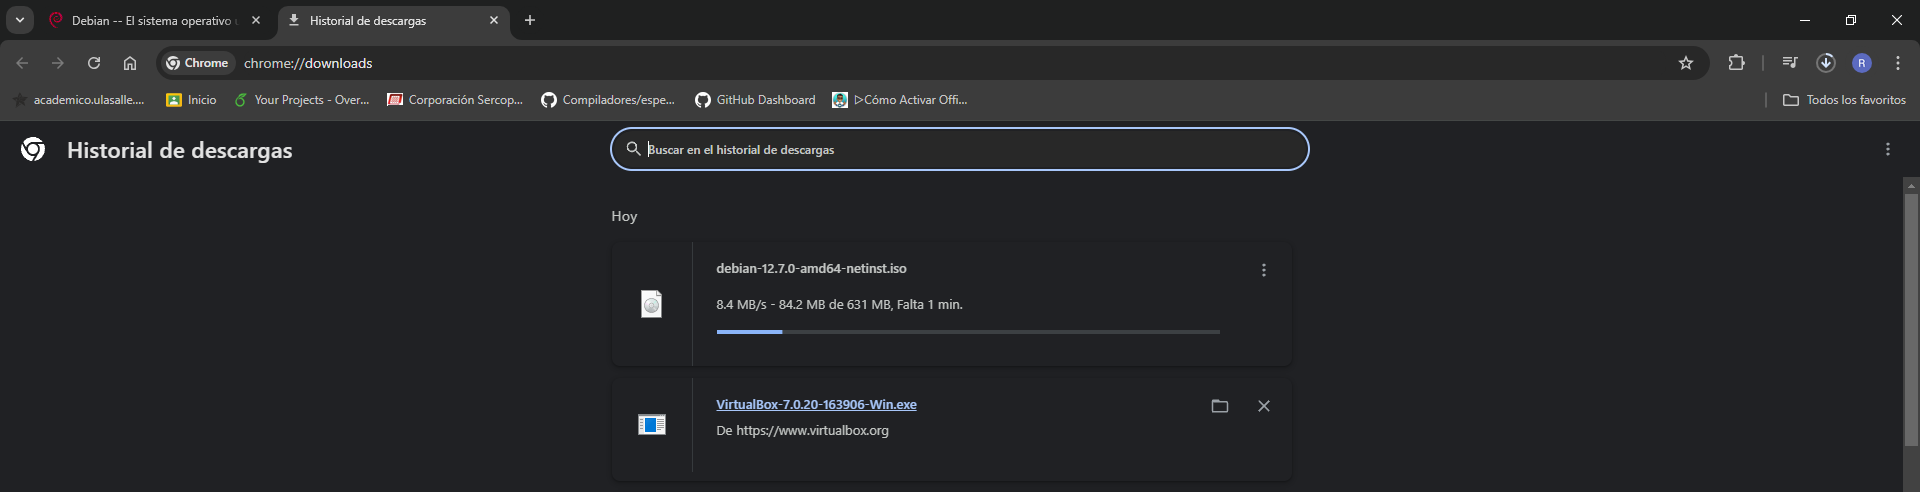 Debian -- El sistema operativo u
Historial de descargas
Chrome
chrome://downloads
R
academico.ulasalle....
Inicio
Your Projects - Over...
Corporación Sercop...
Compiladores/espe...
GitHub Dashboard
▷Cómo Activar Offi...
Todos los favoritos
Historial de descargas
Buscar en el historial de descargas
Hoy
debian-12.7.0-amd64-netinst.iso
8.4 MB/s - 84.2 MB de 631 MB, Falta 1 min.
VirtualBox-7.0.20-163906-Win.exe
De https://www.virtualbox.org